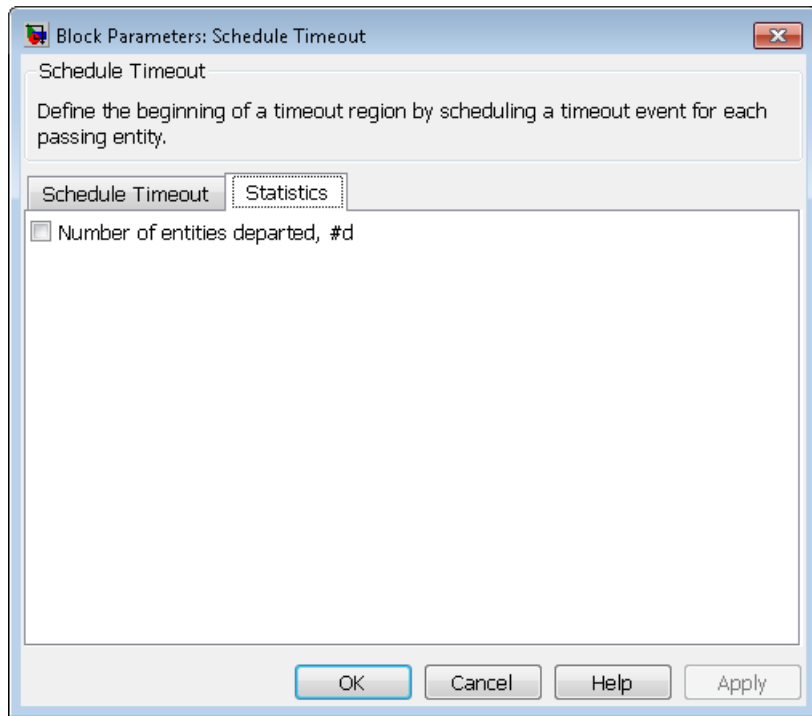 Block Parameters: Schedule Timeout
Schedule Timeout
Define the beginning of a timeout region by scheduling a timeout event for each
passing entity.
Schedule Timeout
Statistics
Number of entities departed, #d
OK
Cancel
Help
Apply